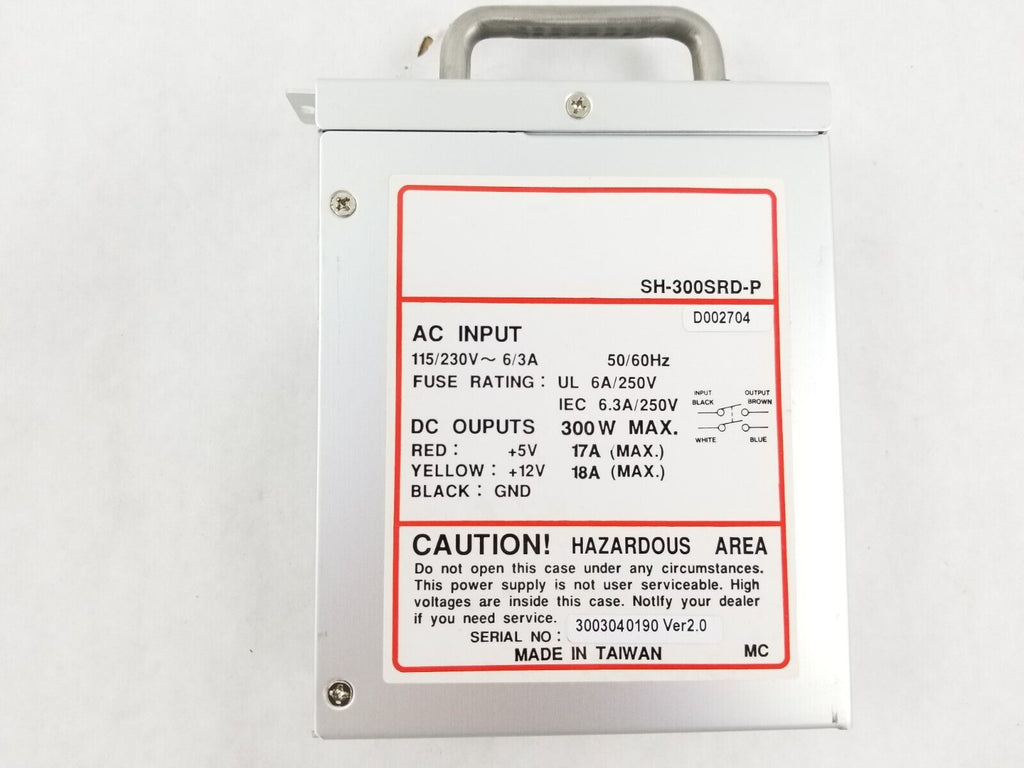 SH-300SRD-P
D002704
AC INPUT
115/230V~ 6/3A 50/60Hz
FUSE RATING: UL 6A/250V
IEC 6.3A/250V
INPUT OUTPUT
BLACK BROWN
WHITE BLUE
DC OUPUTS 300W MAX.
RED: +5V 17A (MAX.)
YELLOW: +12V 18A (MAX.)
BLACK: GND
CAUTION! HAZARDOUS AREA
Do not open this case under any circumstances.
This power supply is not user serviceable. High
voltages are inside this case. NotIfy your dealer
if you need service.
SERIAL NO: 3003040190 Ver2.0
MADE IN TAIWAN MC